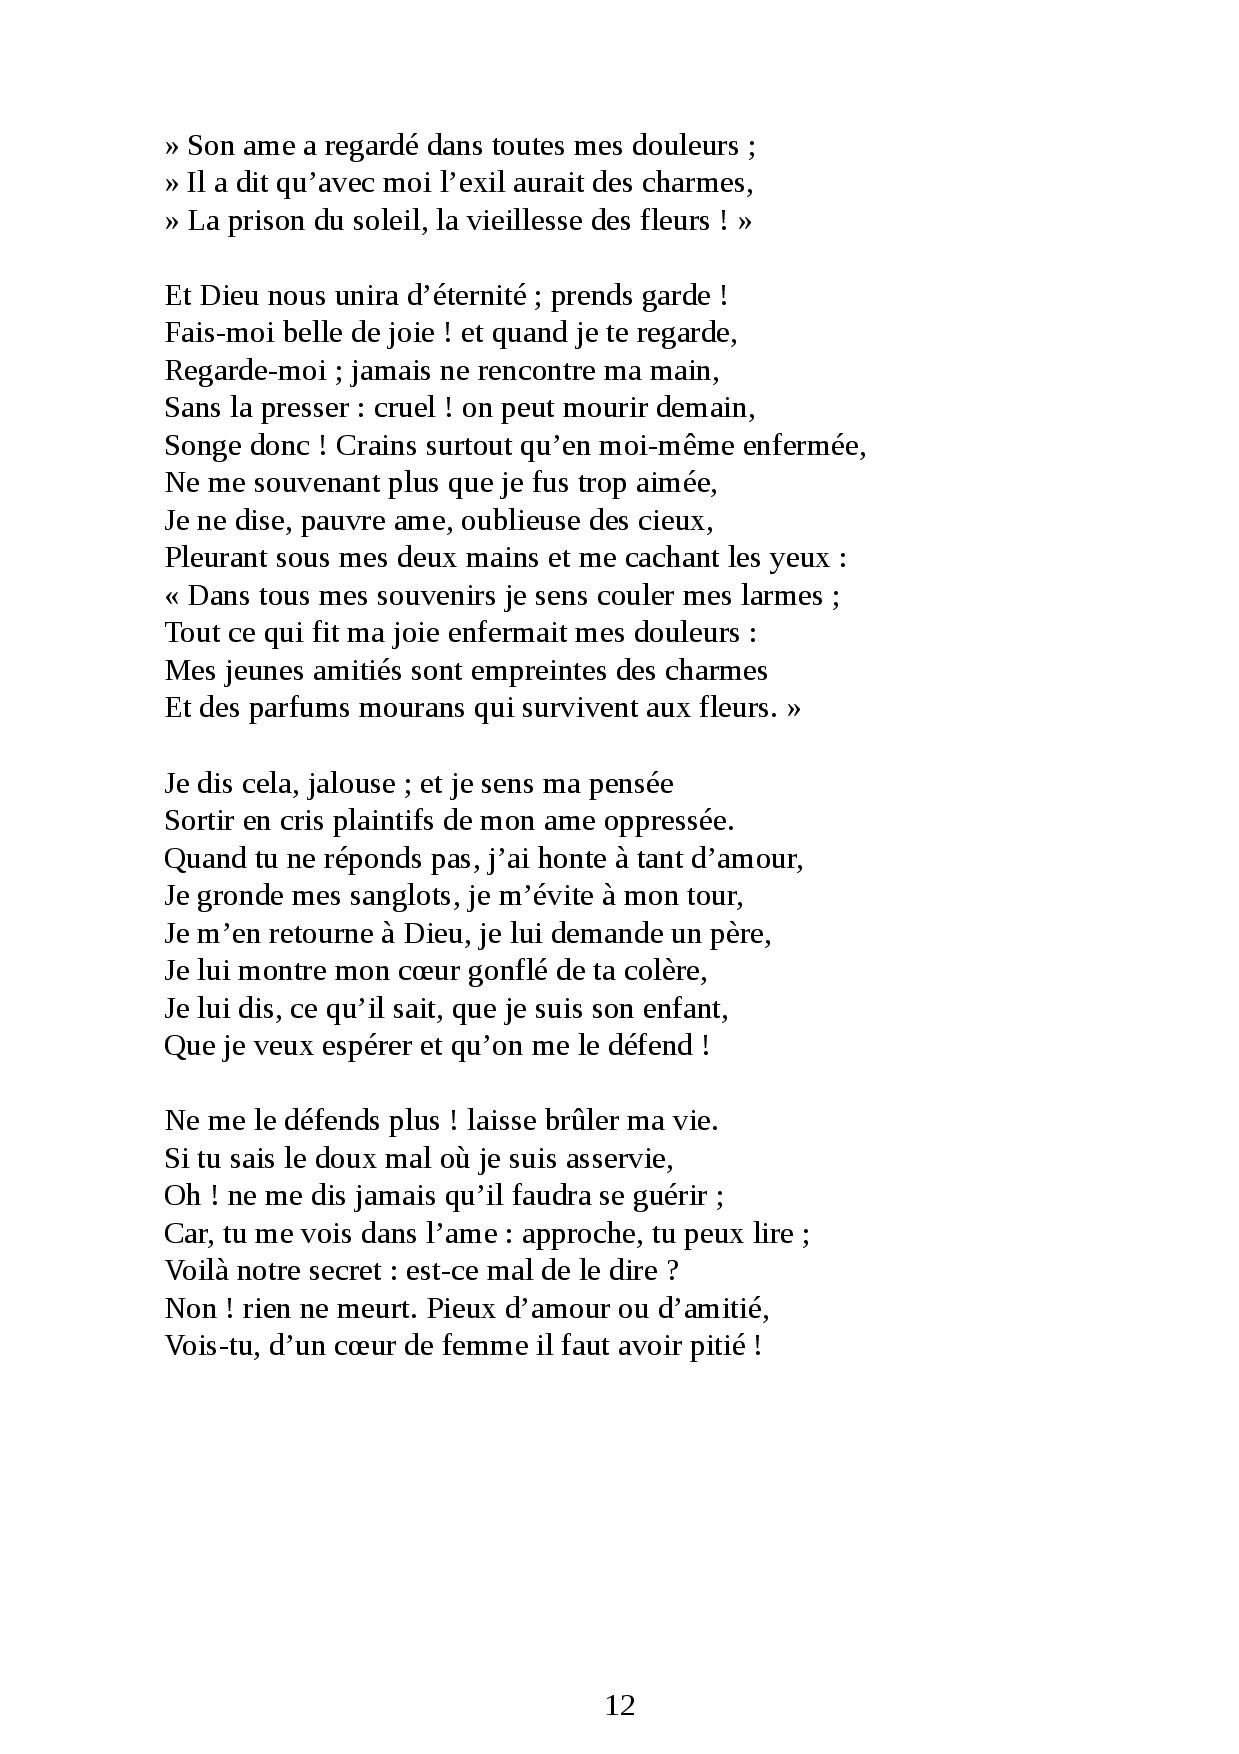 » Son ame a regardé dans toutes mes douleurs ;
» Il a dit qu’avec moi l’exil aurait des charmes,
» La prison du soleil, la vieillesse des fleurs ! »
Et Dieu nous unira d’éternité ; prends garde !
Fais-moi belle de joie ! et quand je te regarde,
Regarde-moi ; jamais ne rencontre ma main,
Sans la presser : cruel ! on peut mourir demain,
Songe donc ! Crains surtout qu’en moi-même enfermée,
Ne me souvenant plus que je fus trop aimée,
Je ne dise, pauvre ame, oublieuse des cieux,
Pleurant sous mes deux mains et me cachant les yeux :
« Dans tous mes souvenirs je sens couler mes larmes ;
Tout ce qui fit ma joie enfermait mes douleurs :
Mes jeunes amitiés sont empreintes des charmes
Et des parfums mourans qui survivent aux fleurs. »
Je dis cela, jalouse ; et je sens ma pensée
Sortir en cris plaintifs de mon ame oppressée.
Quand tu ne réponds pas, j’ai honte à tant d’amour,
Je gronde mes sanglots, je m’évite à mon tour,
Je m’en retourne à Dieu, je lui demande un père,
Je lui montre mon cœur gonflé de ta colère,
Je lui dis, ce qu’il sait, que je suis son enfant,
Que je veux espérer et qu’on me le défend !
Ne me le défends plus ! laisse brûler ma vie.
Si tu sais le doux mal où je suis asservie,
Oh ! ne me dis jamais qu’il faudra se guérir ;
Car, tu me vois dans l’ame : approche, tu peux lire ;
Voilà notre secret : est-ce mal de le dire ?
Non ! rien ne meurt. Pieux d’amour ou d’amitié,
Vois-tu, d’un cœur de femme il faut avoir pitié !
12